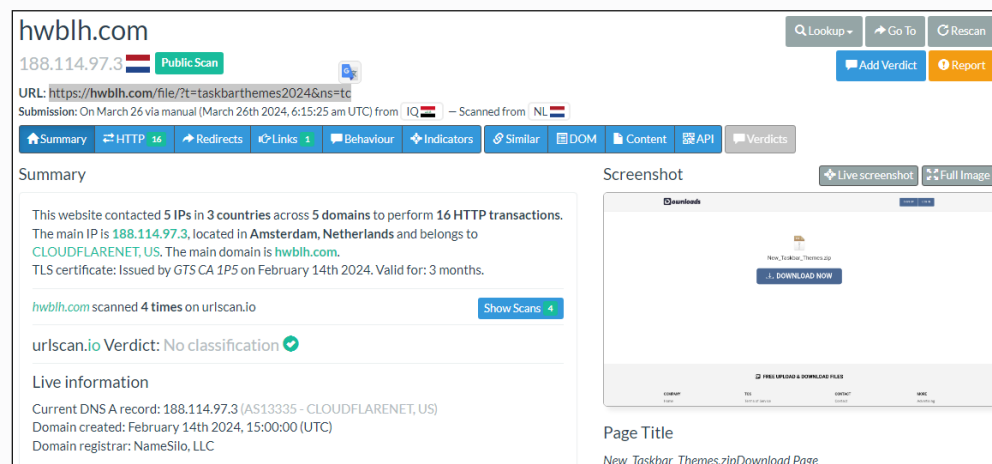 hwblh.com
Lookup
Go To
Rescan
188.114.97.3
Public Scan
Add Verdict
Report
URL: https://hwblh.com/file/?t=taskbarthemes2024&ns=tc
Submission: On March 26 via manual (March 26th 2024, 6:15:25 am UTC) from IQ — Scanned from NL
Summary
HTTP 16
Redirects
Links 1
Behaviour
Indicators
Similar
DOM
Content
API
Verdicts
Summary
This website contacted 5 IPs in 3 countries across 5 domains to perform 16 HTTP transactions.
The main IP is 188.114.97.3, located in Amsterdam, Netherlands and belongs to
CLOUDFLARENET, US. The main domain is hwblh.com.
TLS certificate: Issued by GTS CA 1P5 on February 14th 2024. Valid for: 3 months.
hwblh.com scanned 4 times on urlscan.io
Show Scans 4
urlscan.io Verdict: No classification
Live information
Current DNS A record: 188.114.97.3 (AS13335 - CLOUDFLARENET, US)
Domain created: February 14th 2024, 15:00:00 (UTC)
Domain registrar: NameSilo, LLC
Screenshot
Live screenshot
Full Image
Downloads
New_Taskbar_Themes.zip
DOWNLOAD NOW
FREE UPLOAD & DOWNLOAD FILES
COMPANY
TOS
CONTACT
MORE
Page Title
New_Taskbar_Themes.zipDownload Page